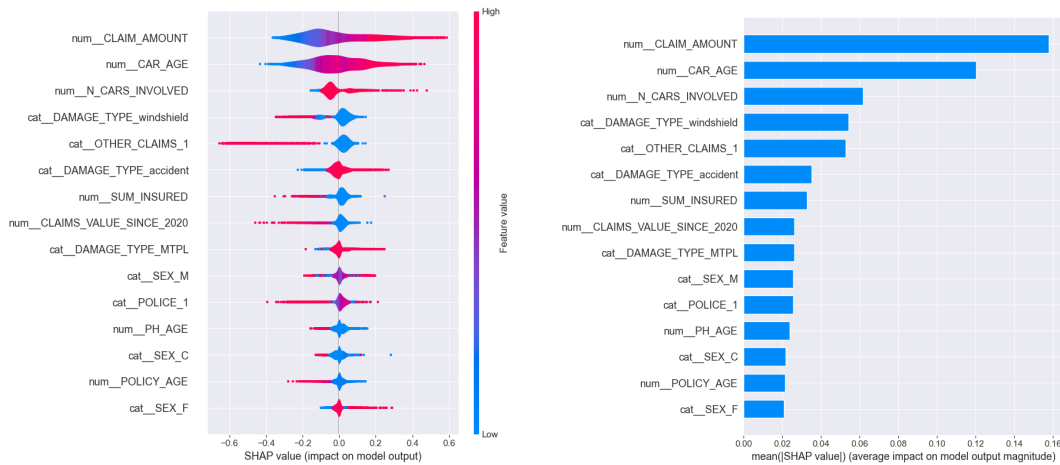 num__CLAIM_AMOUNT
num__CAR_AGE
num__N_CARS_INVOLVED
cat__DAMAGE_TYPE_windshield
cat__OTHER_CLAIMS_1
cat__DAMAGE_TYPE_accident
num__SUM_INSURED
num__CLAIMS_VALUE_SINCE_2020
cat__DAMAGE_TYPE_MTPL
cat__SEX_M
cat__POLICE_1
num__PH_AGE
cat__SEX_C
num__POLICY_AGE
cat__SEX_F
−0.6 −0.4 −0.2 0.0 0.2 0.4 0.6
SHAP value (impact on model output)
High
Feature value
Low
num__CLAIM_AMOUNT
num__CAR_AGE
num__N_CARS_INVOLVED
cat__DAMAGE_TYPE_windshield
cat__OTHER_CLAIMS_1
cat__DAMAGE_TYPE_accident
num__SUM_INSURED
num__CLAIMS_VALUE_SINCE_2020
cat__DAMAGE_TYPE_MTPL
cat__SEX_M
cat__POLICE_1
num__PH_AGE
cat__SEX_C
num__POLICY_AGE
cat__SEX_F
0.00 0.02 0.04 0.06 0.08 0.10 0.12 0.14 0.16
mean(|SHAP value|) (average impact on model output magnitude)